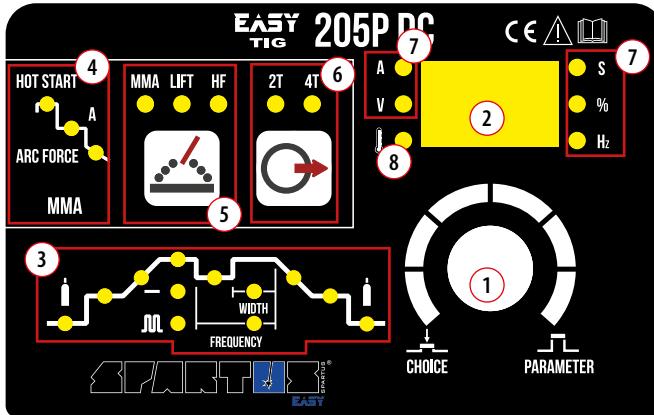 EASY
TIG
205P DC
CE
4
HOT START
A
ARC FORCE
MMA
MMA LIFT HF
5
6
2T 4T
7
A
V
8
2
7
S
%
Hz
3
WIDTH
FREQUENCY
1
CHOICE
PARAMETER
SPARTUS®
SPARTUS
EASY